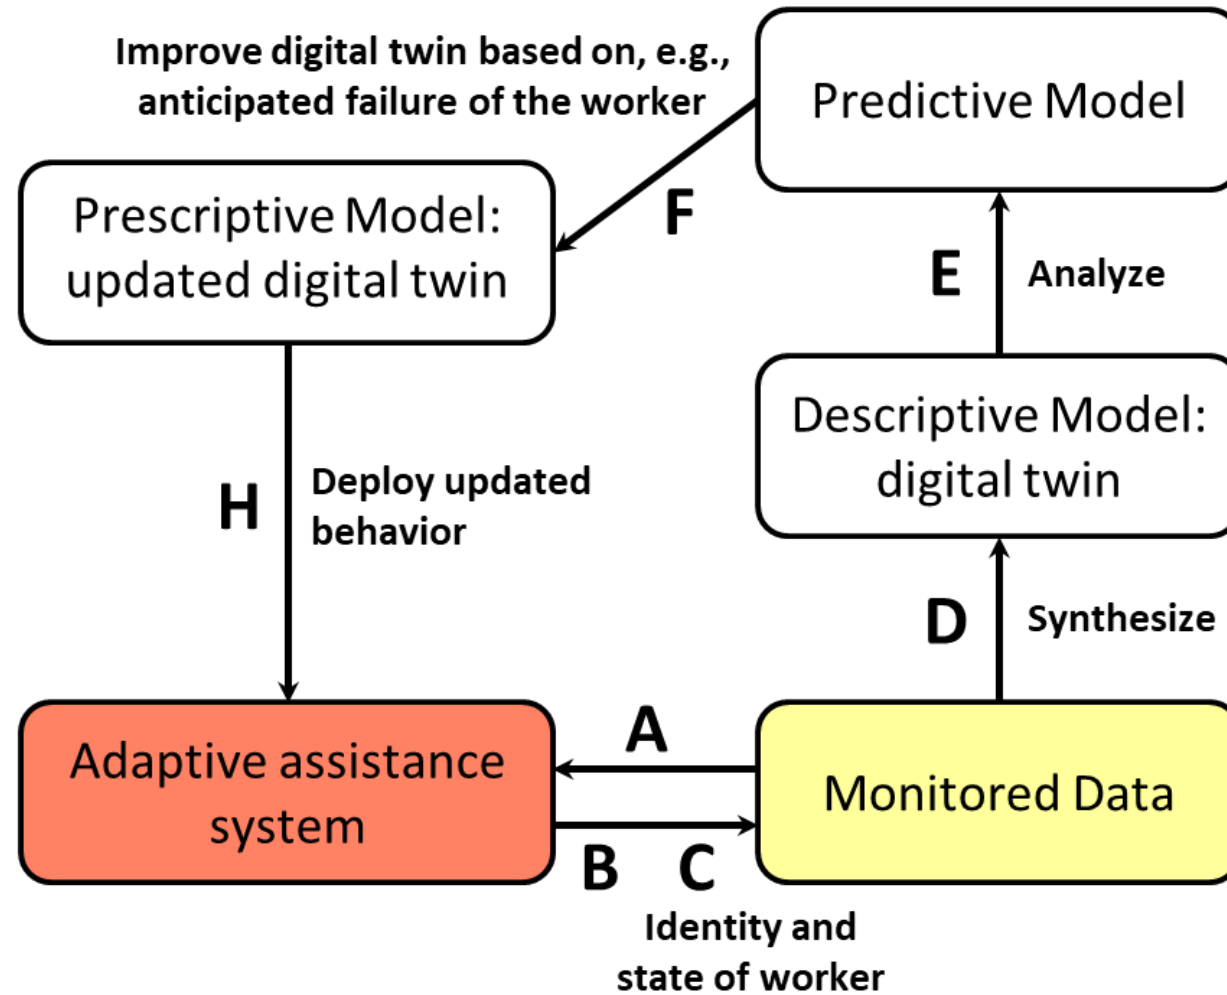 Improve digital twin based on, e.g.,
anticipated failure of the worker
Predictive Model
F
Prescriptive Model:
updated digital twin
E
Analyze
Descriptive Model:
digital twin
H
Deploy updated
behavior
D
Synthesize
A
Adaptive assistance
system
Monitored Data
B C
Identity and
state of worker